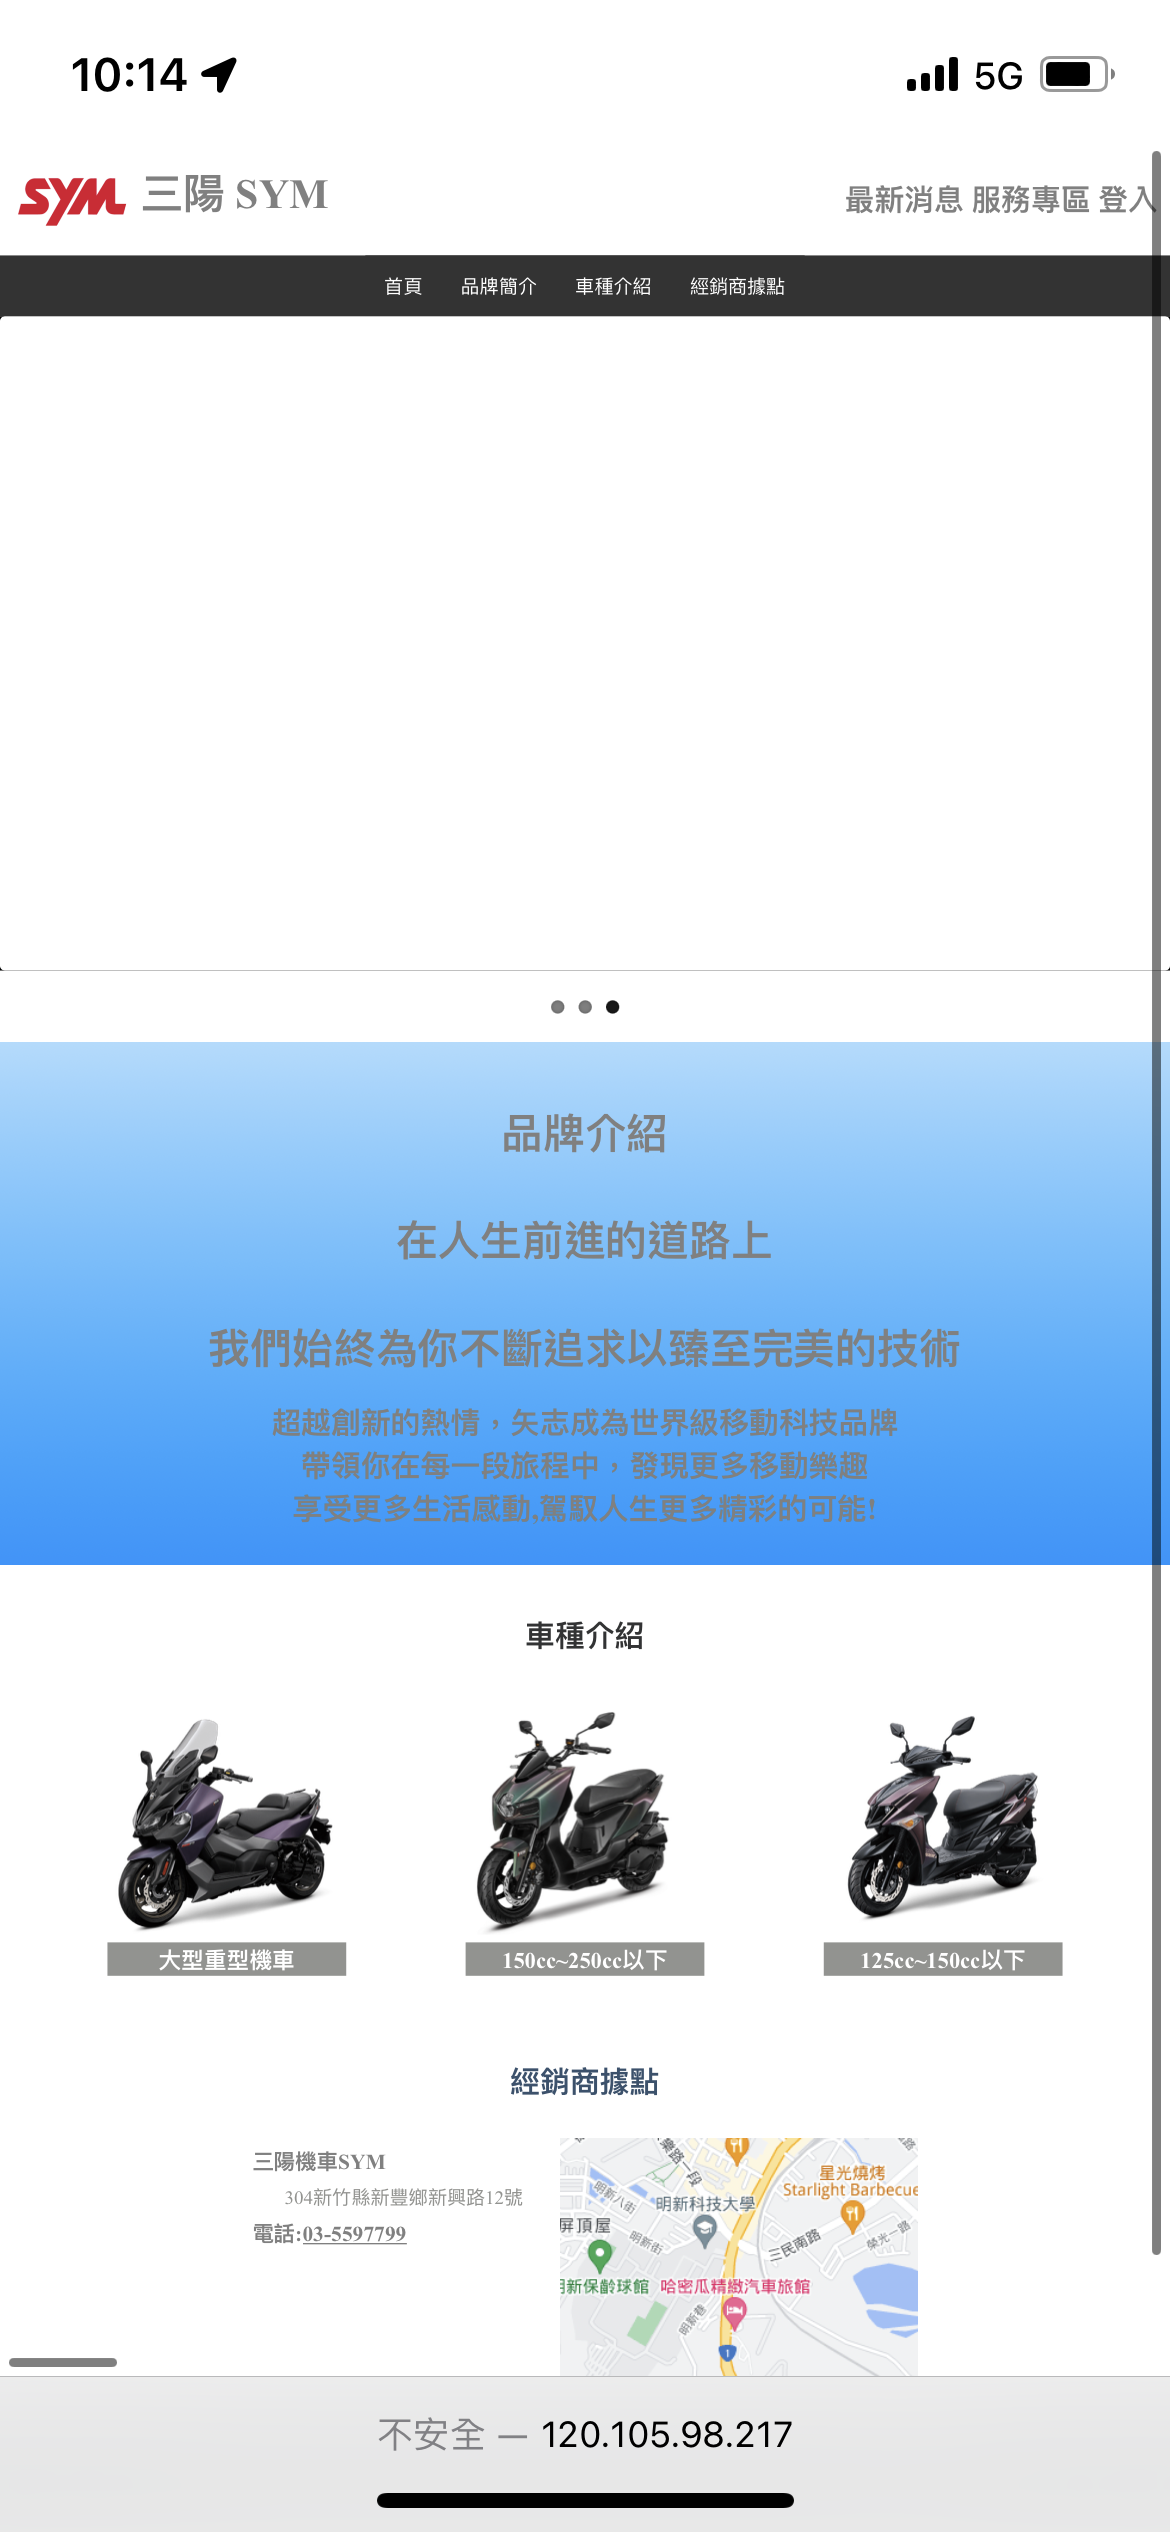 10:14
5G
SYM 三陽 SYM
最新消息 服務專區 登入
首頁 品牌簡介 車種介紹 經銷商據點
品牌介紹
在人生前進的道路上
我們始終為你不斷追求以臻至完美的技術
超越創新的熱情，矢志成為世界級移動科技品牌
帶領你在每一段旅程中，發現更多移動樂趣
享受更多生活感動,駕馭人生更多精彩的可能!
車種介紹
大型重型機車
150cc~250cc以下
125cc~150cc以下
經銷商據點
三陽機車SYM
304新竹縣新豐鄉新興路12號
電話:03-5597799
樂路一段
星光燒烤
Starlight Barbecue
明新八街
明新科技大學
屏頂屋
明新街
三民南路
榮光一路
明新保齡球館
哈密瓜精緻汽車旅館
明新巷
1
不安全 — 120.105.98.217